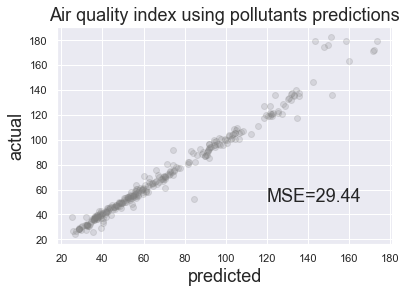 Air quality index using pollutants predictions
180
160
140
120
100
80
60
40
20
actual
MSE=29.44
20 40 60 80 100 120 140 160 180
predicted